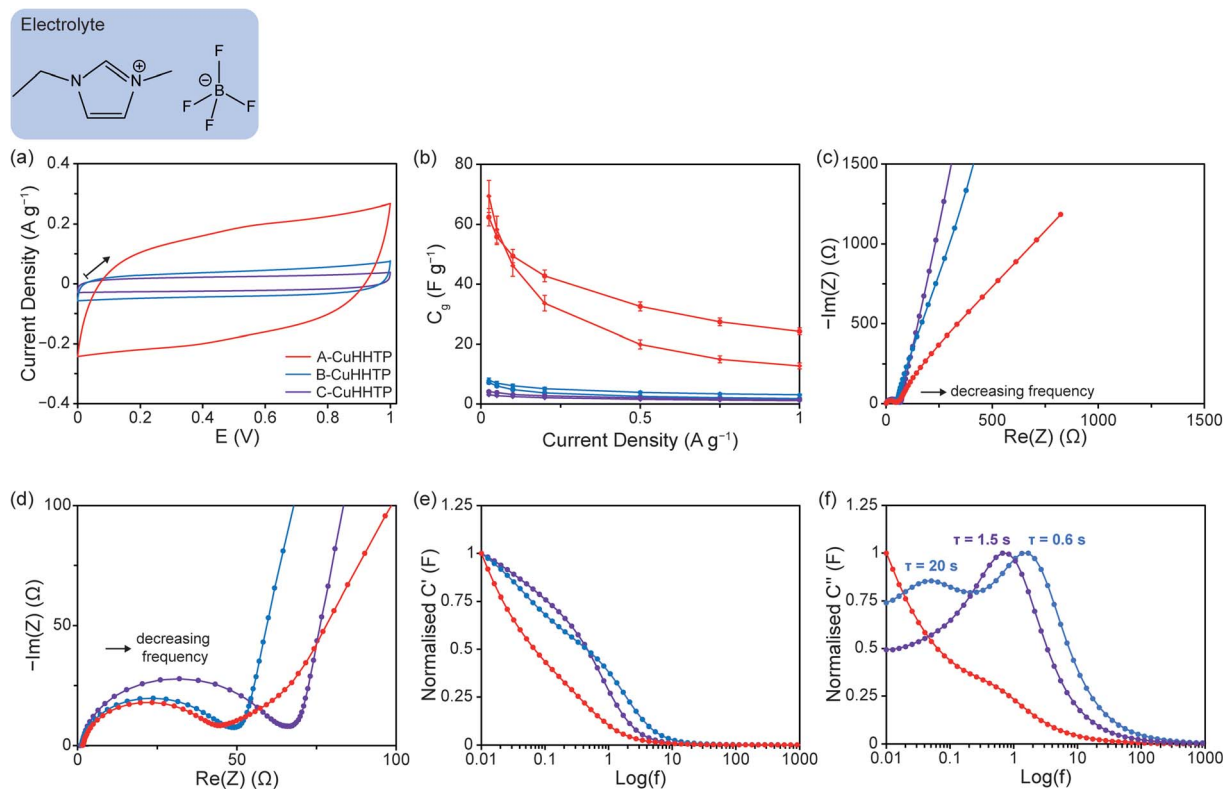 Electrolyte
N
N
⊕
F
⊖
B
F
F
F
(a)
0.4
0.2
0
−0.2
−0.4
Current Density (A g⁻¹)
A-CuHHTP
B-CuHHTP
C-CuHHTP
0
0.2
0.4
0.6
0.8
1
E (V)
(b)
80
60
40
20
0
Cg (F g⁻¹)
0
0.5
1
Current Density (A g⁻¹)
(c)
1500
1000
500
0
−Im(Z) (Ω)
decreasing frequency
0
500
1000
1500
Re(Z) (Ω)
(d)
100
50
0
−Im(Z) (Ω)
decreasing
frequency
0
25
50
75
100
Re(Z) (Ω)
(e)
1.25
1
0.75
0.5
0.25
0
Normalised C' (F)
0.01
0.1
1
10
100
1000
Log(f)
(f)
1.25
1
0.75
0.5
0.25
0
Normalised C'' (F)
τ = 1.5 s
τ = 0.6 s
τ = 20 s
0.01
0.1
1
10
100
1000
Log(f)